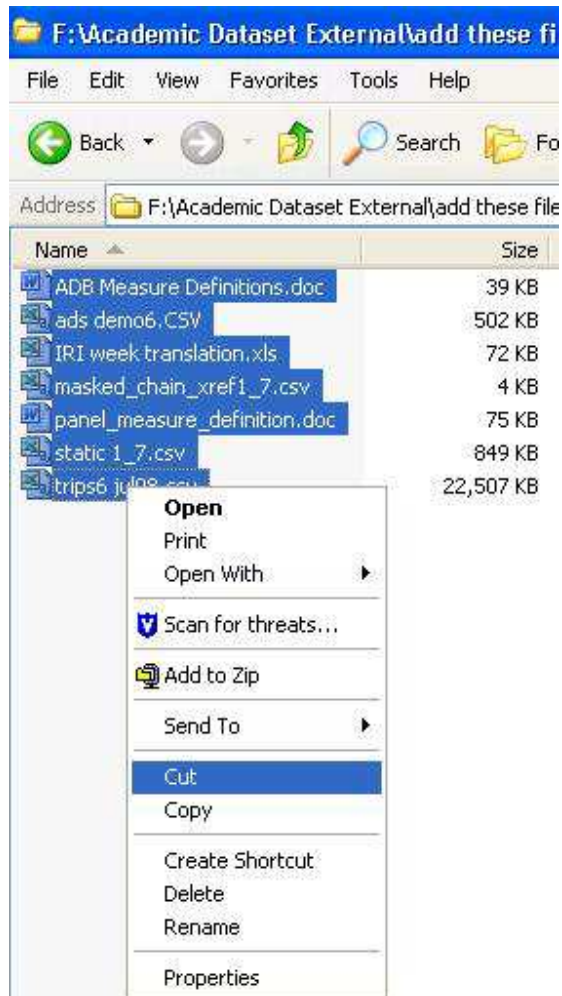 F:\Academic Dataset External\add these fi
File Edit View Favorites Tools Help
Back Search Fo
Address F:\Academic Dataset External\add these file
Name Size
ADB Measure Definitions.doc 39 KB
ads demo6.CSV 502 KB
IRI week translation.xls 72 KB
masked_chain_xref1_7.csv 4 KB
panel_measure_definition.doc 75 KB
static 1_7.csv 849 KB
trips6 jul08.csv 22,507 KB
Open
Print
Open With
Scan for threats...
Add to Zip
Send To
Cut
Copy
Create Shortcut
Delete
Rename
Properties